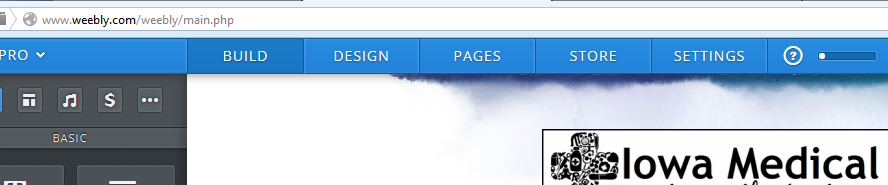 www.weebly.com/weebly/main.php
PRO BUILD DESIGN PAGES STORE SETTINGS ?
$
BASIC
Iowa Medical